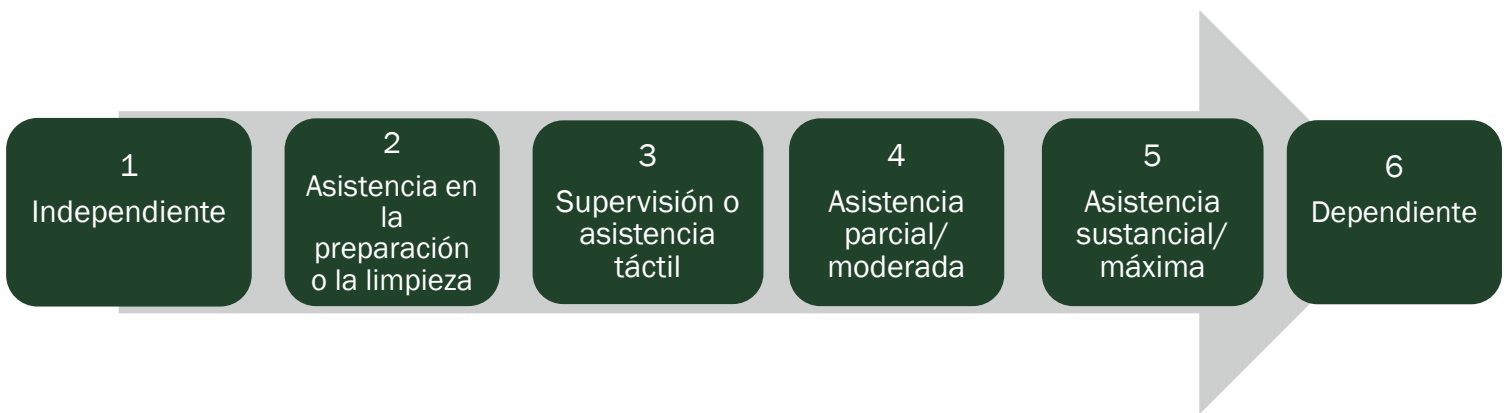 1
Independiente
2
Asistencia en
la
preparación
o la limpieza
3
Supervisión o
asistencia
táctil
4
Asistencia
parcial/
moderada
5
Asistencia
sustancial/
máxima
6
Dependiente